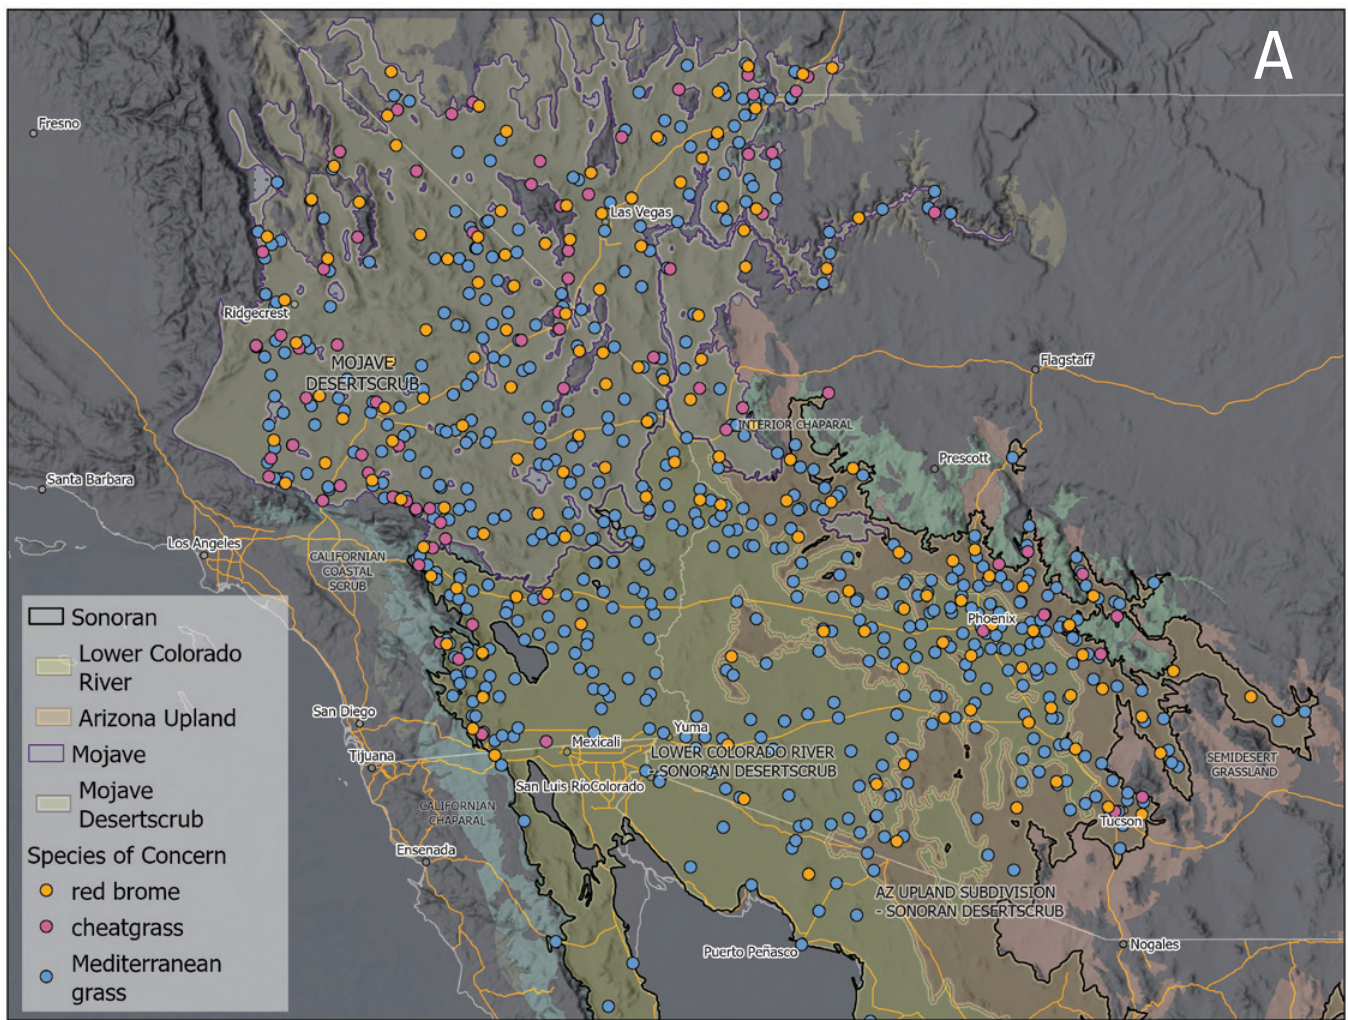 A
Fresno
Las Vegas
Ridgecrest
MOJAVE
DESERTSCRUB
Flagstaff
INTERIOR CHAPARAL
Prescott
Santa Barbara
Los Angeles
CALIFORNIAN
COASTAL
SCRUB
Phoenix
Sonoran
Lower Colorado
River
Arizona Upland
Mojave
Mojave
Desertscrub
Species of Concern
red brome
cheatgrass
Mediterranean
grass
San Diego
Tijuana
Yuma
Mexicali
LOWER COLORADO RIVER
- SONORAN DESERTSCRUB
SEMIDESERT
GRASSLAND
San Luis RíoColorado
CALIFORNIAN
CHAPARAL
Tucson
Ensenada
AZ UPLAND SUBDIVISION
- SONORAN DESERTSCRUB
Puerto Peñasco
Nogales